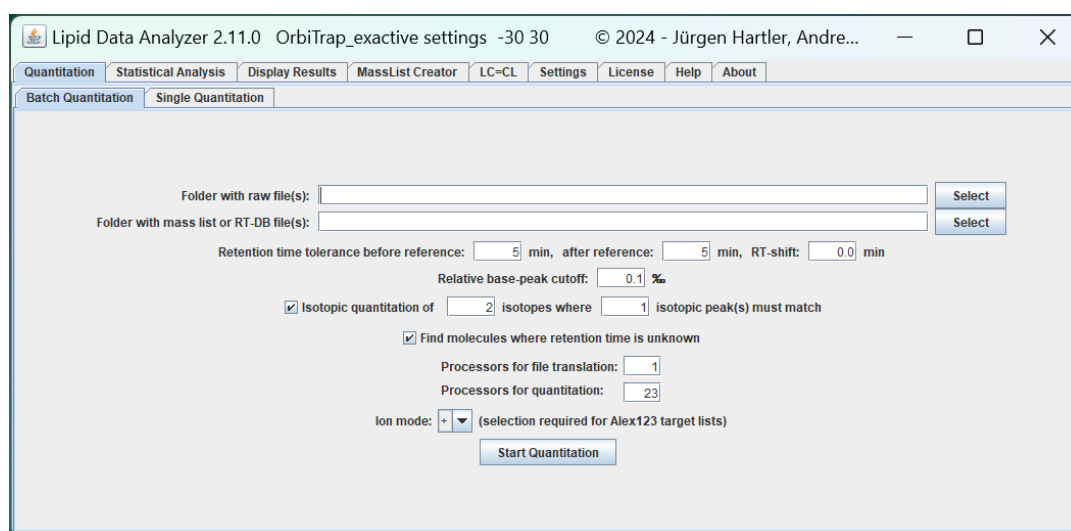 Lipid Data Analyzer 2.11.0 OrbiTrap_exactive settings -30 30 © 2024 - Jürgen Hartler, Andre...
Quantitation Statistical Analysis Display Results MassList Creator LC=CL Settings License Help About
Batch Quantitation Single Quantitation
Folder with raw file(s): Select
Folder with mass list or RT-DB file(s): Select
Retention time tolerance before reference: 5 min, after reference: 5 min, RT-shift: 0.0 min
Relative base-peak cutoff: 0.1 ‰
Isotopic quantitation of 2 isotopes where 1 isotopic peak(s) must match
Find molecules where retention time is unknown
Processors for file translation: 1
Processors for quantitation: 23
Ion mode: + (selection required for Alex123 target lists)
Start Quantitation